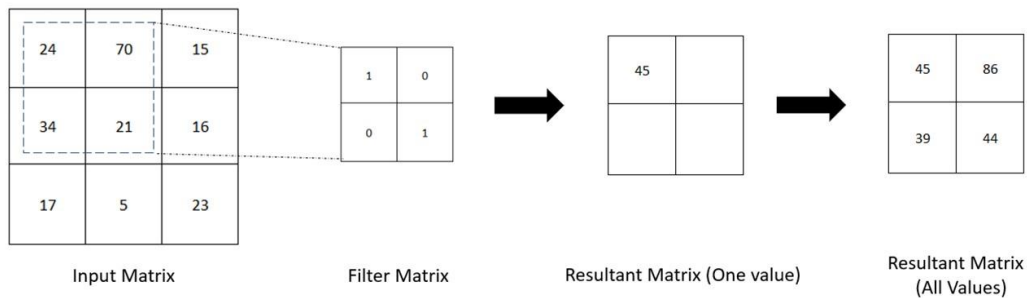 24 70 15
34 21 16
17 5 23
Input Matrix
1 0
0 1
Filter Matrix
45
Resultant Matrix (One value)
45 86
39 44
Resultant Matrix
(All Values)